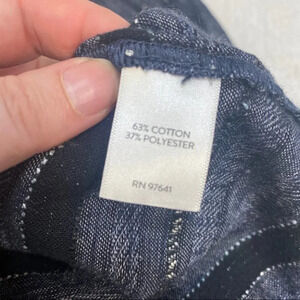 63% COTTON
37% POLYESTER
RN 97641